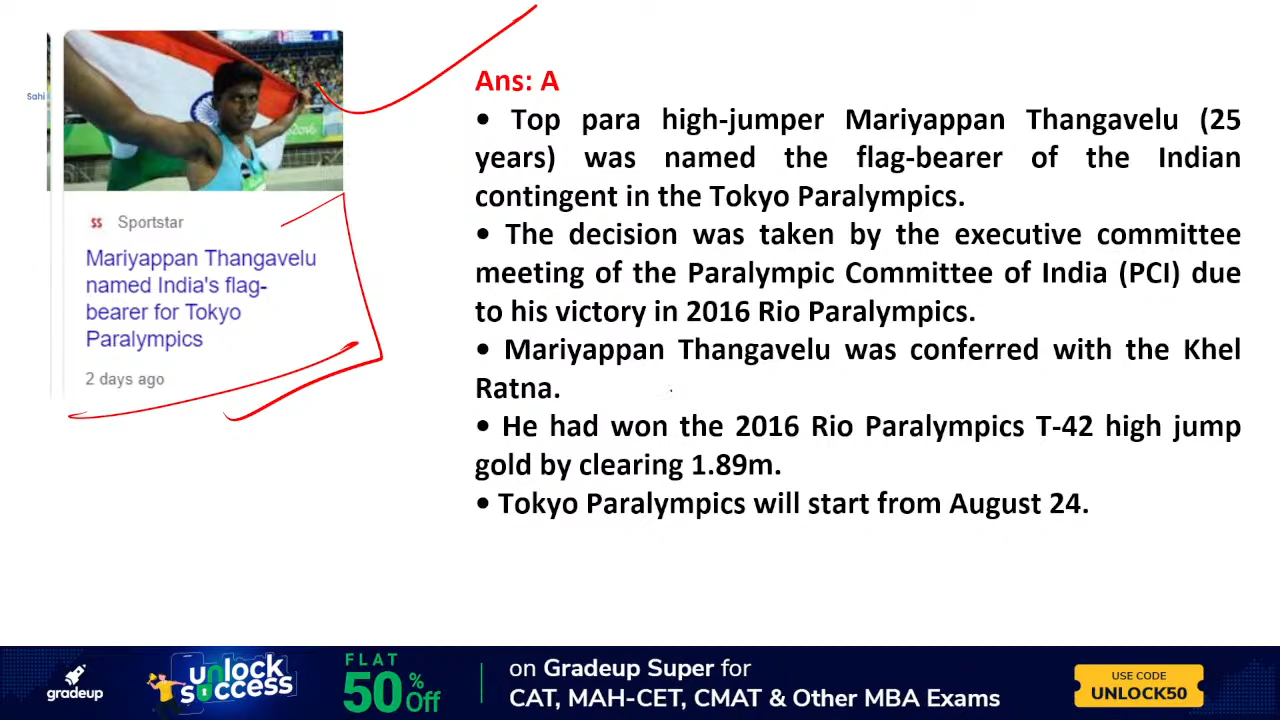 Sahi
2016
Sportstar
Mariyappan Thangavelu
named India's flag-
bearer for Tokyo
Paralympics
2 days ago
Ans: A
• Top para high-jumper Mariyappan Thangavelu (25
years) was named the flag-bearer of the Indian
contingent in the Tokyo Paralympics.
• The decision was taken by the executive committee
meeting of the Paralympic Committee of India (PCI) due
to his victory in 2016 Rio Paralympics.
• Mariyappan Thangavelu was conferred with the Khel
Ratna.
• He had won the 2016 Rio Paralympics T-42 high jump
gold by clearing 1.89m.
• Tokyo Paralympics will start from August 24.
gradeup
unlock
success
FLAT
50% Off
on Gradeup Super for
CAT, MAH-CET, CMAT & Other MBA Exams
USE CODE
UNLOCK50